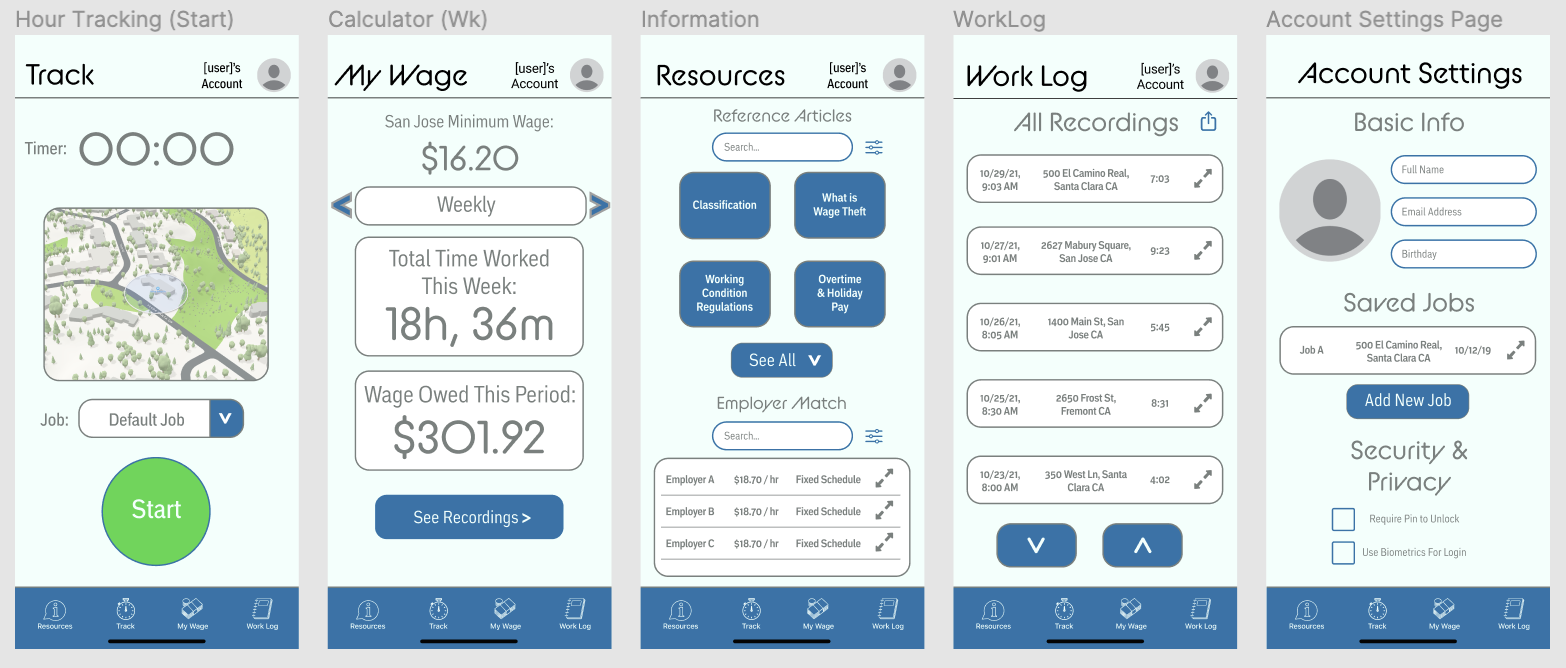 Hour Tracking (Start)
Track
[user]'s
Account
Timer: 00:00
Job: Default Job V
Start
Resources
Track
My Wage
Work Log
Calculator (Wk)
My Wage
[user]'s
Account
San Jose Minimum Wage:
$16.20
< Weekly >
Total Time Worked
This Week:
18h, 36m
Wage Owed This Period:
$301.92
See Recordings >
Resources
Track
My Wage
Work Log
Information
Resources
[user]'s
Account
Reference Articles
Search...
Classification
What is
Wage Theft
Working
Condition
Regulations
Overtime
& Holiday
Pay
See All V
Employer Match
Search...
Employer A $18.70 / hr Fixed Schedule
Employer B $18.70 / hr Fixed Schedule
Employer C $18.70 / hr Fixed Schedule
Resources
Track
My Wage
Work Log
WorkLog
Work Log
[user]'s
Account
All Recordings
10/29/21,
9:03 AM
500 El Camino Real,
Santa Clara CA
7:03
10/27/21,
9:01 AM
2627 Mabury Square,
San Jose CA
9:23
10/26/21,
8:05 AM
1400 Main St, San
Jose CA
5:45
10/25/21,
8:30 AM
2650 Frost St,
Fremont CA
8:31
10/23/21,
8:00 AM
350 West Ln, Santa
Clara CA
4:02
Resources
Track
My Wage
Work Log
Account Settings Page
Account Settings
Basic Info
Full Name
Email Address
Birthday
Saved Jobs
Job A
500 El Camino Real,
Santa Clara CA
10/12/19
Add New Job
Security &
Privacy
Require Pin to Unlock
Use Biometrics For Login
Resources
Track
My Wage
Work Log